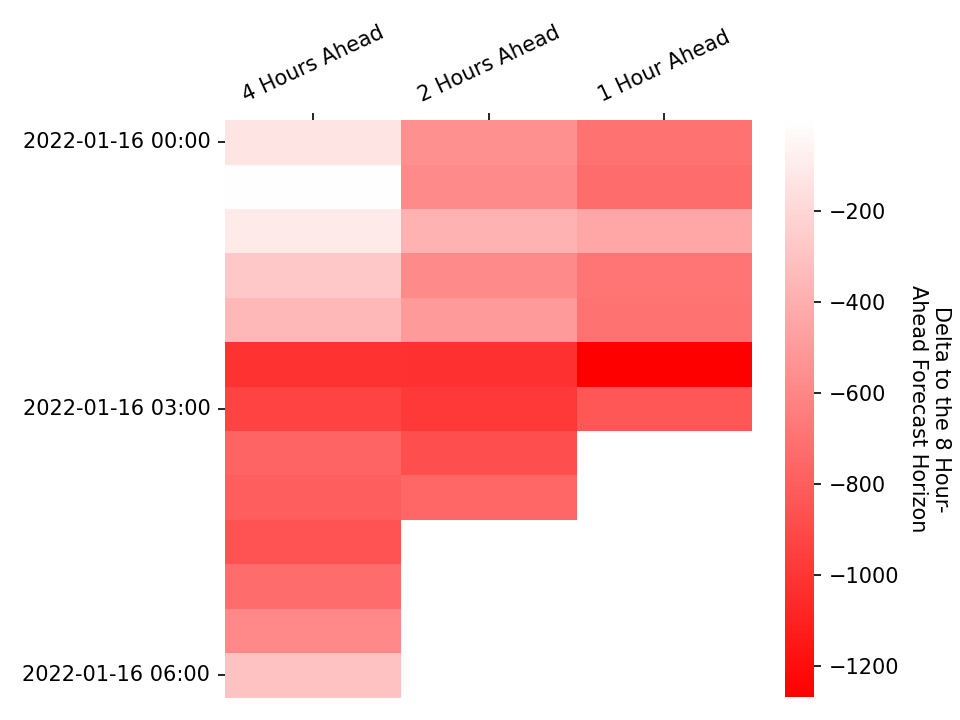 4 Hours Ahead
2 Hours Ahead
1 Hour Ahead
2022-01-16 00:00
2022-01-16 03:00
2022-01-16 06:00
−200
−400
−600
−800
−1000
−1200
Delta to the 8 Hour-
Ahead Forecast Horizon